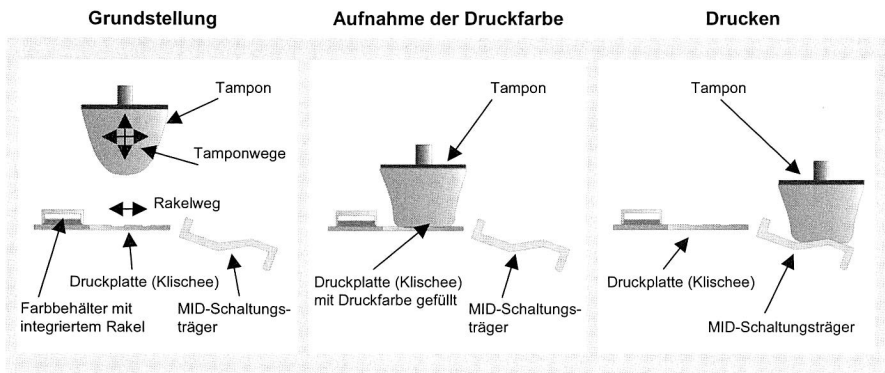 Grundstellung
Aufnahme der Druckfarbe
Drucken
Tampon
Tamponwege
Rakelweg
Druckplatte (Klischee)
Farbbehälter mit
integriertem Rakel
MID-Schaltungs-
träger
Tampon
Druckplatte (Klischee)
mit Druckfarbe gefüllt
MID-Schaltungs-
träger
Tampon
Druckplatte (Klischee)
MID-Schaltungsträger